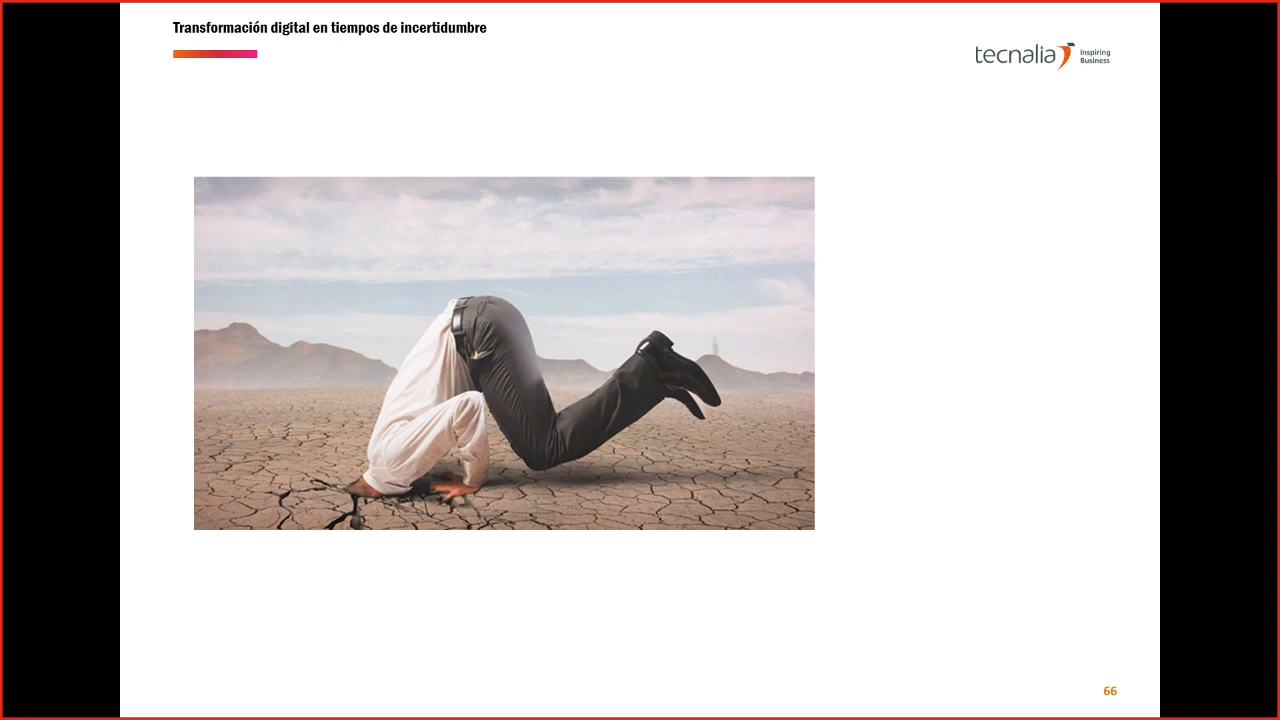 Transformación digital en tiempos de incertidumbre
tecnalia
Inspiring
Business
66